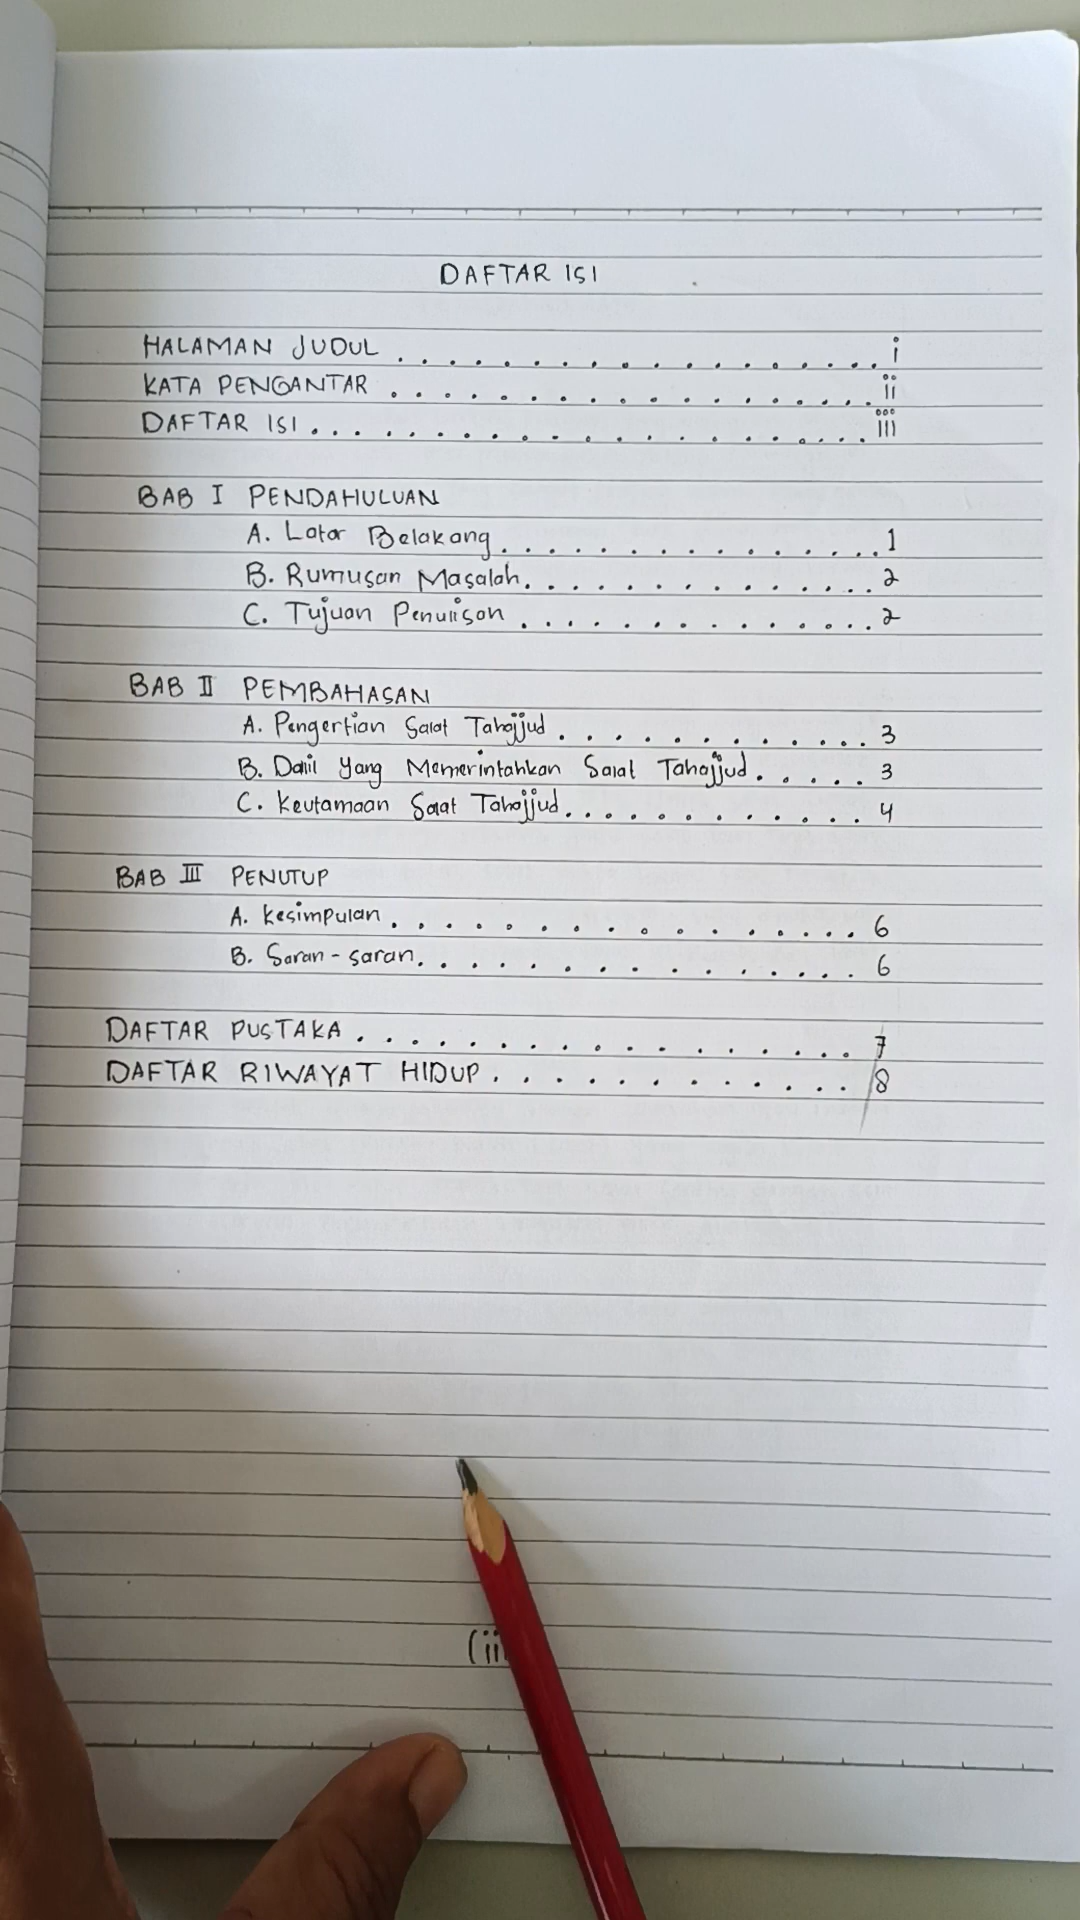 DAFTAR ISI
HALAMAN JUDUL . . . . . . . . . . . . . . . . . . . . i
KATA PENGANTAR . . . . . . . . . . . . . . . . . . . ii
DAFTAR ISI . . . . . . . . . . . . . . . . . . . . . . iii
BAB I PENDAHULUAN
A. Latar Belakang . . . . . . . . . . . . . . . . 1
B. Rumusan Masalah . . . . . . . . . . . . . . 2
C. Tujuan Penulisan . . . . . . . . . . . . . . . 2
BAB II PEMBAHASAN
A. Pengertian Salat Tahajjud . . . . . . . . . . . . . 3
B. Dalil Yang Memerintahkan Salat Tahajjud . . . . . 3
C. Keutamaan Salat Tahajjud . . . . . . . . . . . . 4
BAB III PENUTUP
A. Kesimpulan . . . . . . . . . . . . . . . . . . 6
B. Saran-saran . . . . . . . . . . . . . . . . . 6
DAFTAR PUSTAKA . . . . . . . . . . . . . . . . . . . 7
DAFTAR RIWAYAT HIDUP . . . . . . . . . . . . . 8
(ii